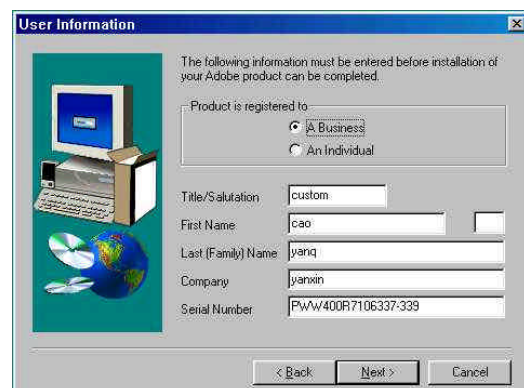 User Information
The following information must be entered before installation of
your Adobe product can be completed.
Product is registered to
A Business
An Individual
Title/Salutation custom
First Name cao
Last (Family) Name yang
Company yanxin
Serial Number PWW400R7106337-339
< Back Next > Cancel